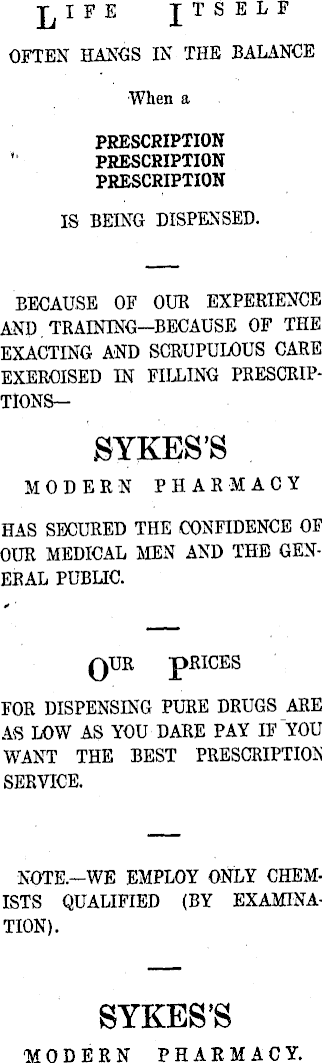 LIFE ITSELF
OFTEN HANGS IN THE BALANCE
When a
PRESCRIPTION
PRESCRIPTION
PRESCRIPTION
IS BEING DISPENSED.
BECAUSE OF OUR EXPERIENCE
AND TRAINING—BECAUSE OF THE
EXACTING AND SCRUPULOUS CARE
EXERCISED IN FILLING PRESCRIP-
TIONS—
SYKES'S
MODERN PHARMACY
HAS SECURED THE CONFIDENCE OF
OUR MEDICAL MEN AND THE GEN-
ERAL PUBLIC.
OUR PRICES
FOR DISPENSING PURE DRUGS ARE
AS LOW AS YOU DARE PAY IF YOU
WANT THE BEST PRESCRIPTION
SERVICE.
NOTE.—WE EMPLOY ONLY CHEM-
ISTS QUALIFIED (BY EXAMINA-
TION).
SYKES'S
MODERN PHARMACY.